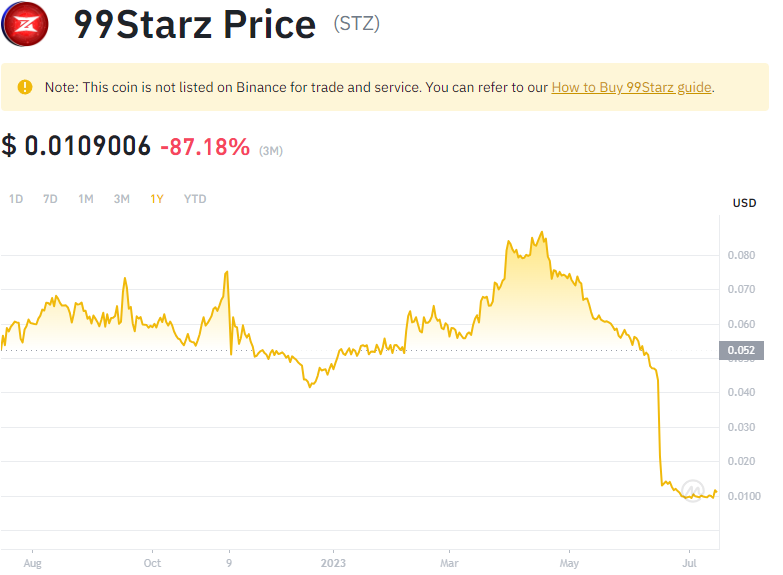 99Starz Price (STZ)
Note: This coin is not listed on Binance for trade and service. You can refer to our How to Buy 99Starz guide.
$ 0.0109006 -87.18% (3M)
1D 7D 1M 3M 1Y YTD
USD
0.080
0.070
0.060
0.052
0.040
0.030
0.020
0.0100
Aug Oct 9 2023 Mar May Jul